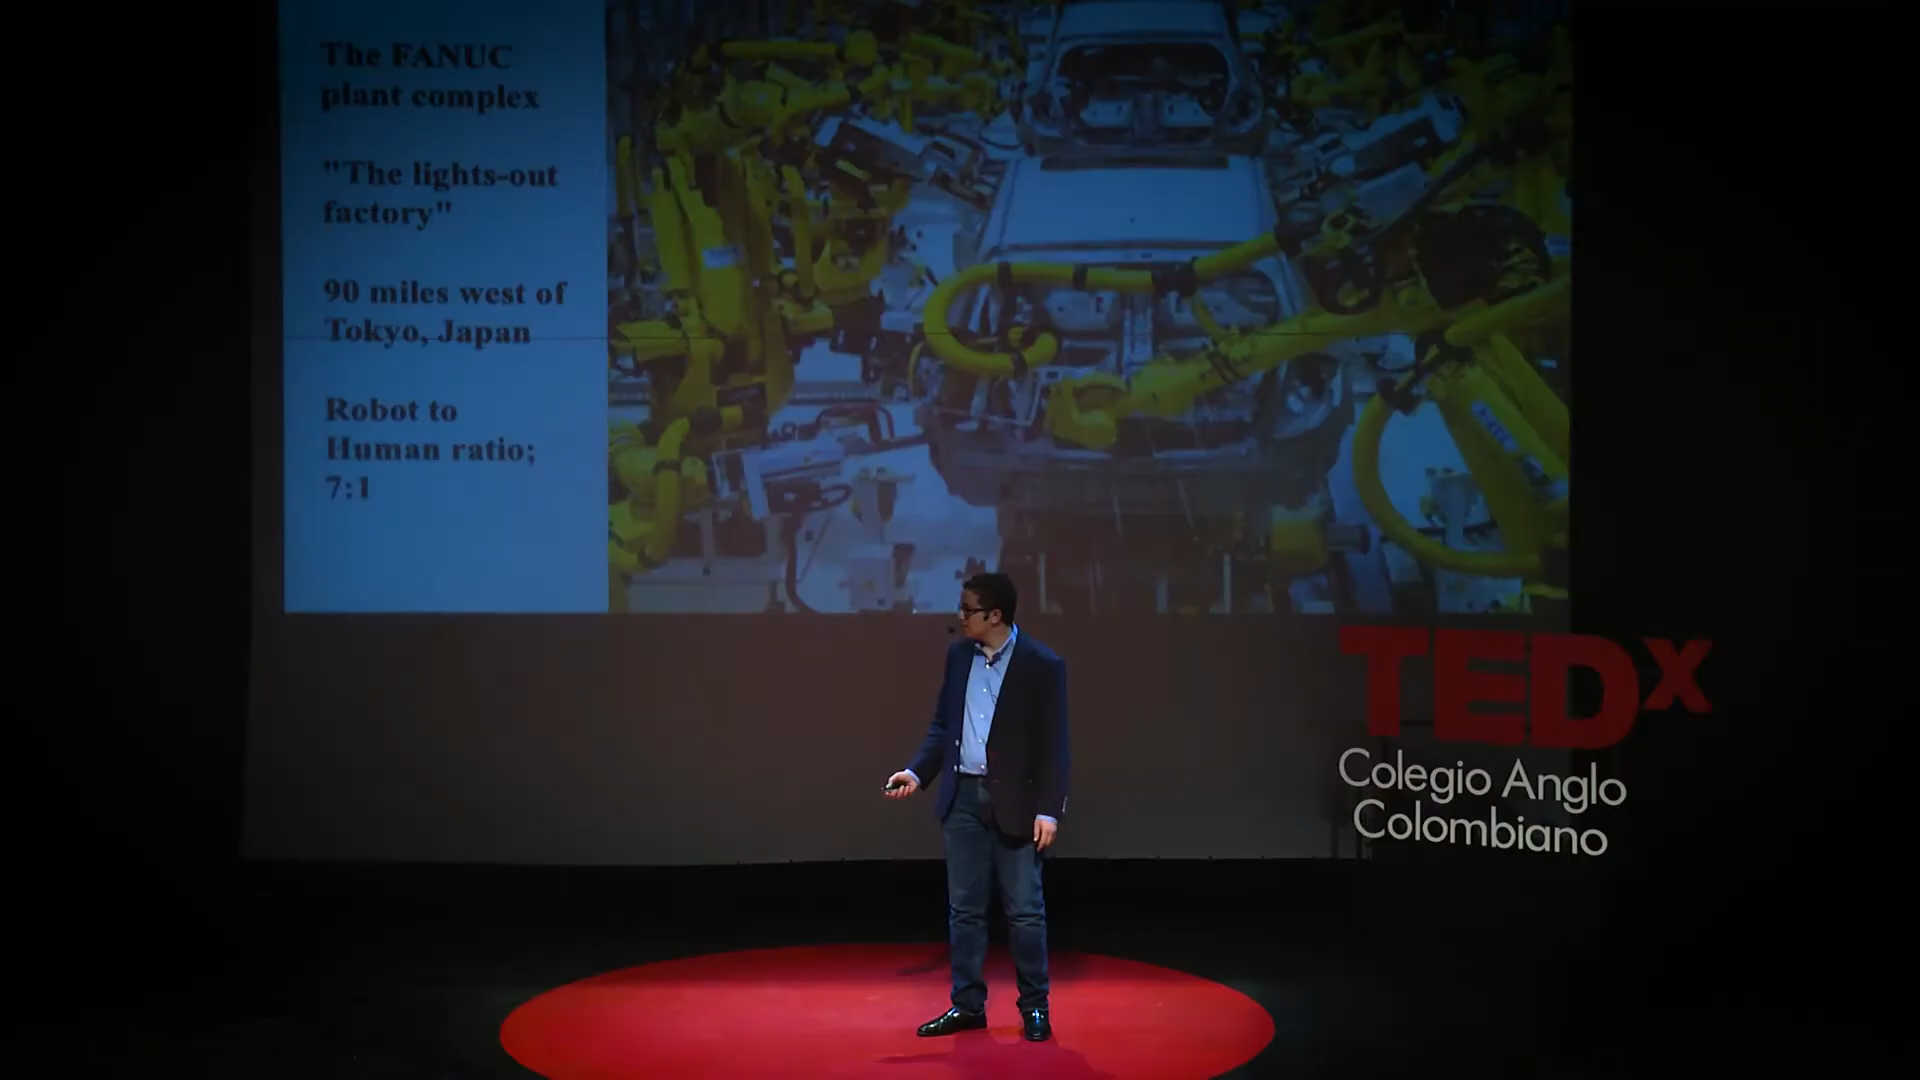 The FANUC
plant complex
"The lights-out
factory"
90 miles west of
Tokyo, Japan
Robot to
Human ratio;
7:1
TEDx
Colegio Anglo
Colombiano